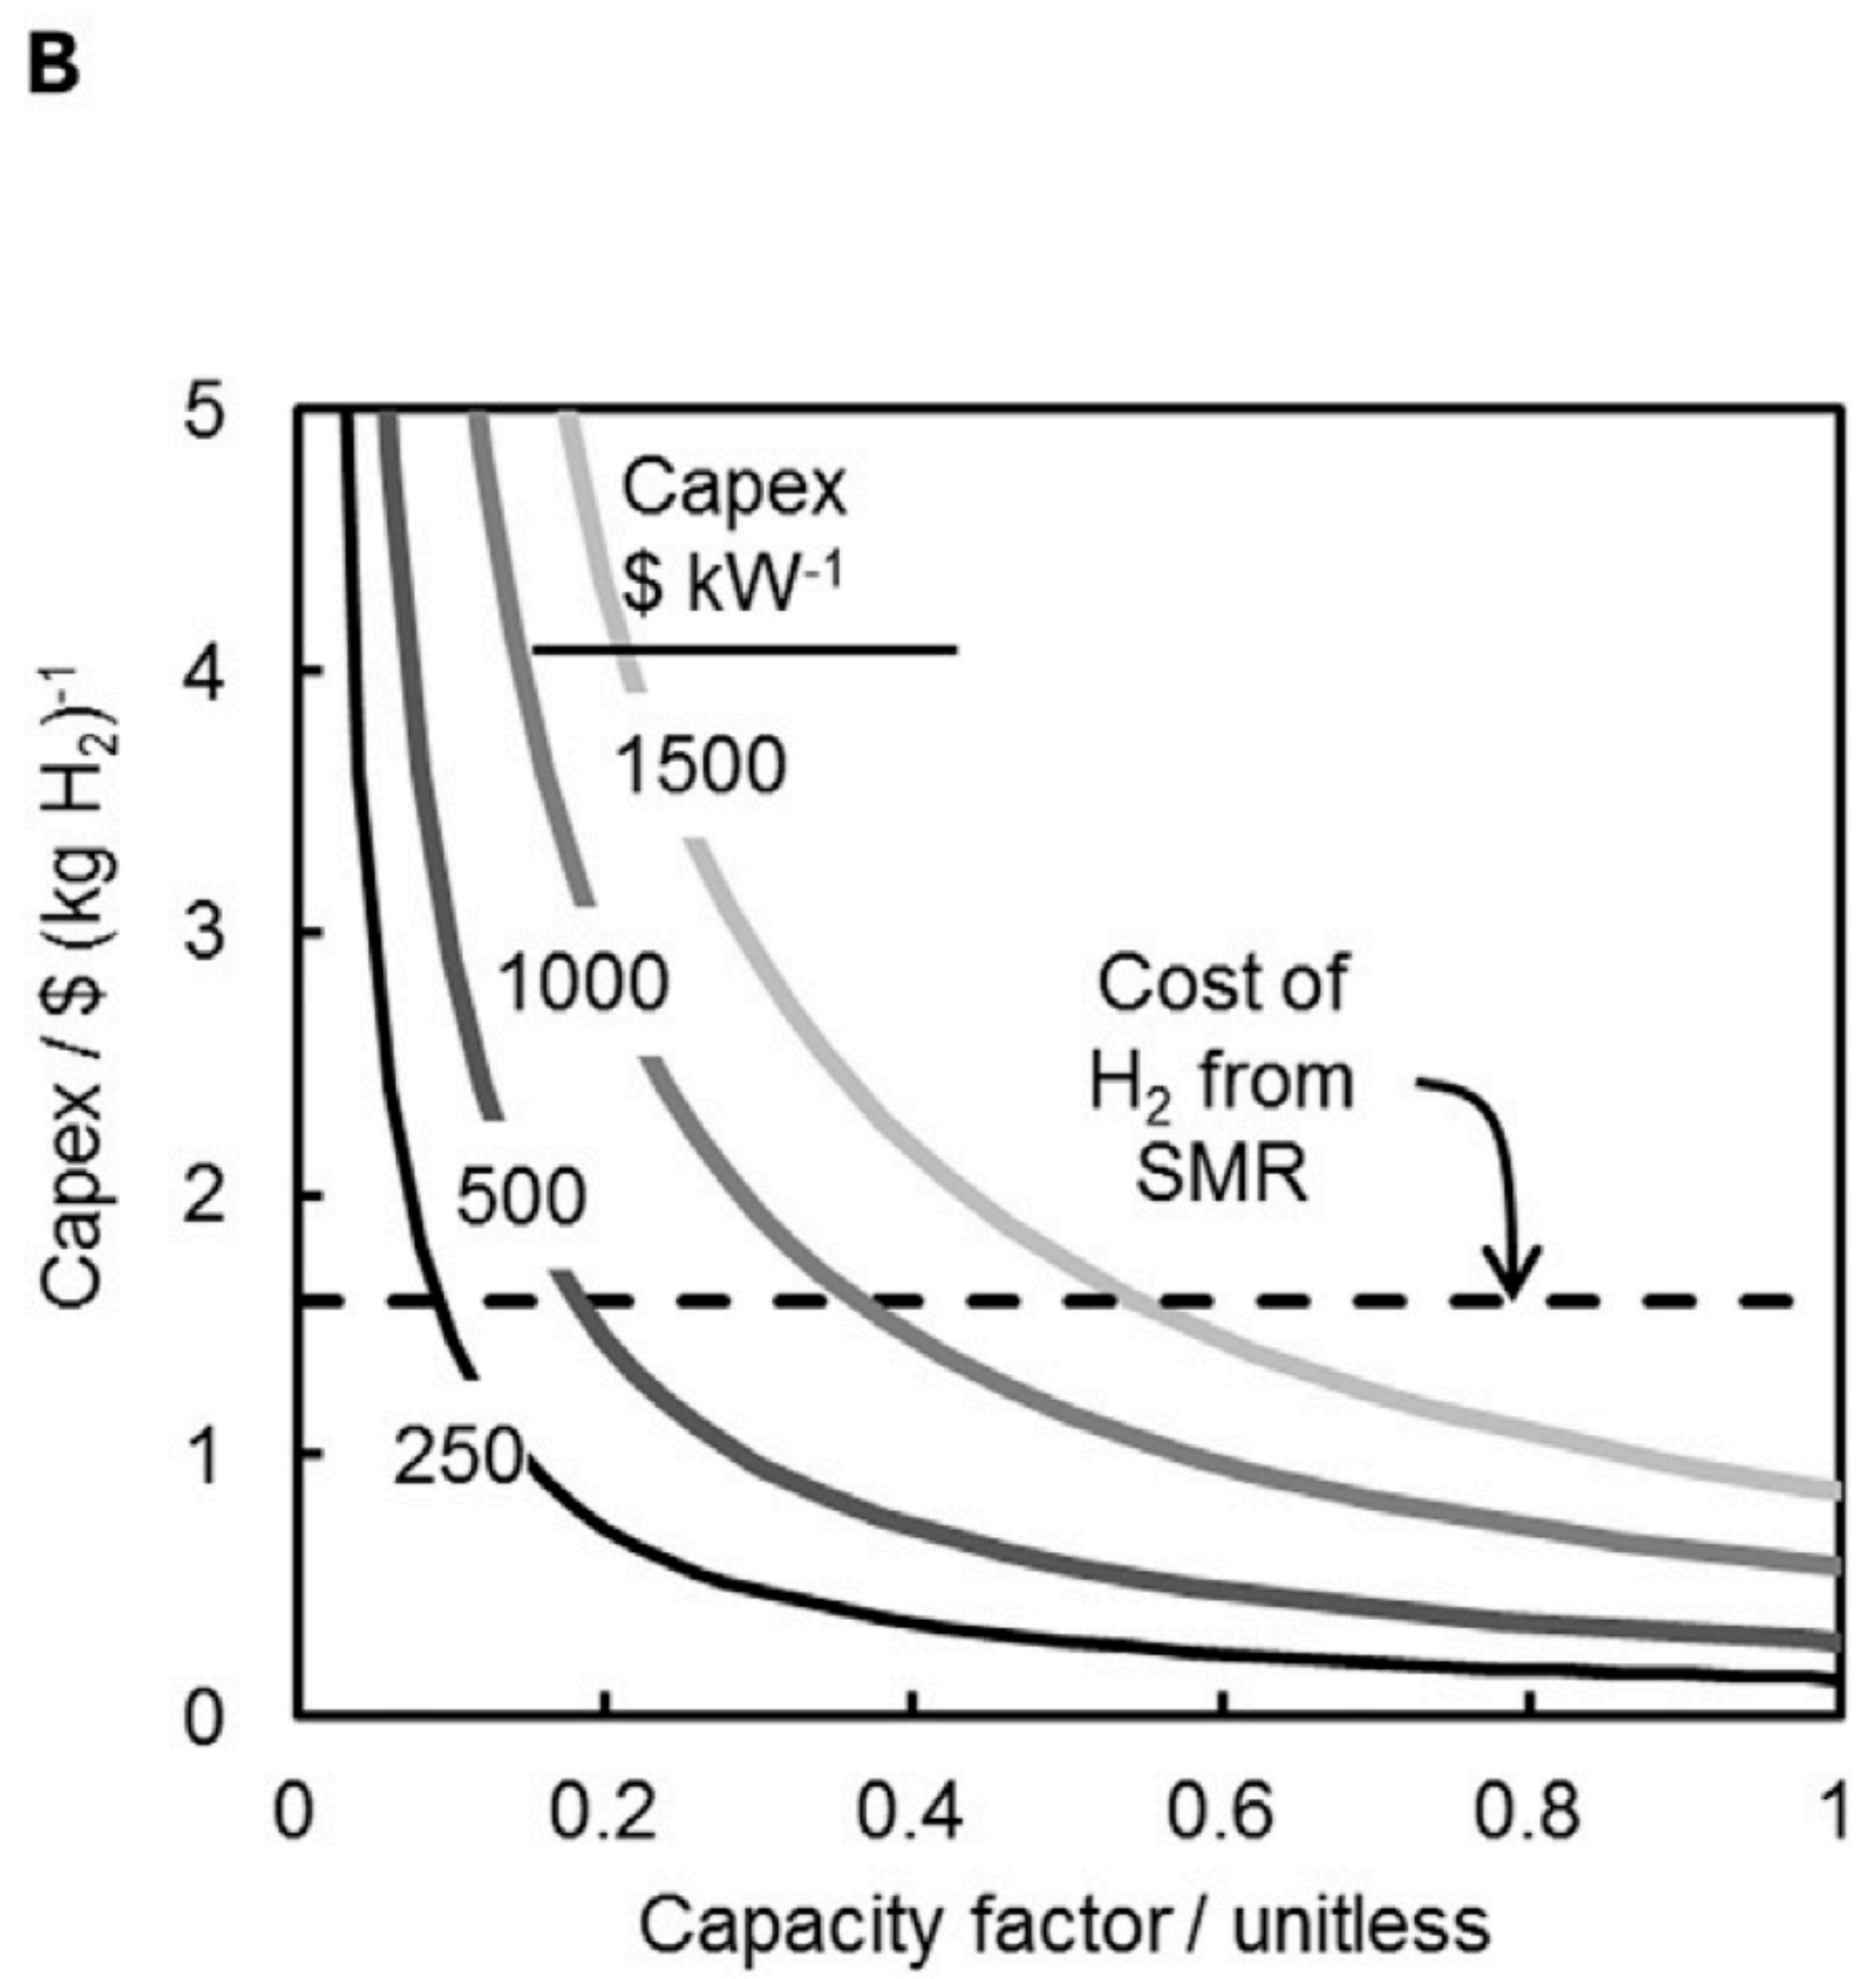 B
5
4
3
2
1
0
Capex / $ (kg H₂)⁻¹
Capex
$ kW⁻¹
1500
1000
500
250
Cost of
H₂ from
SMR
0 0.2 0.4 0.6 0.8 1
Capacity factor / unitless